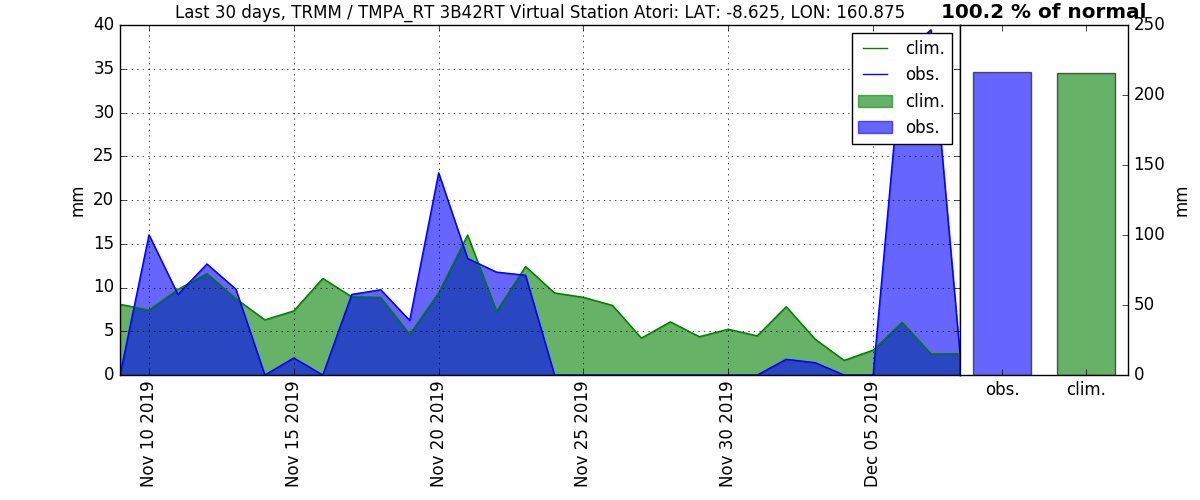 Last 30 days, TRMM / TMPA_RT 3B42RT Virtual Station Atori: LAT: -8.625, LON: 160.875
100.2 % of normal
40
35
30
25
20
15
10
5
0
mm
clim.
obs.
clim.
obs.
250
200
150
100
50
0
mm
Nov 10 2019
Nov 15 2019
Nov 20 2019
Nov 25 2019
Nov 30 2019
Dec 05 2019
obs.
clim.